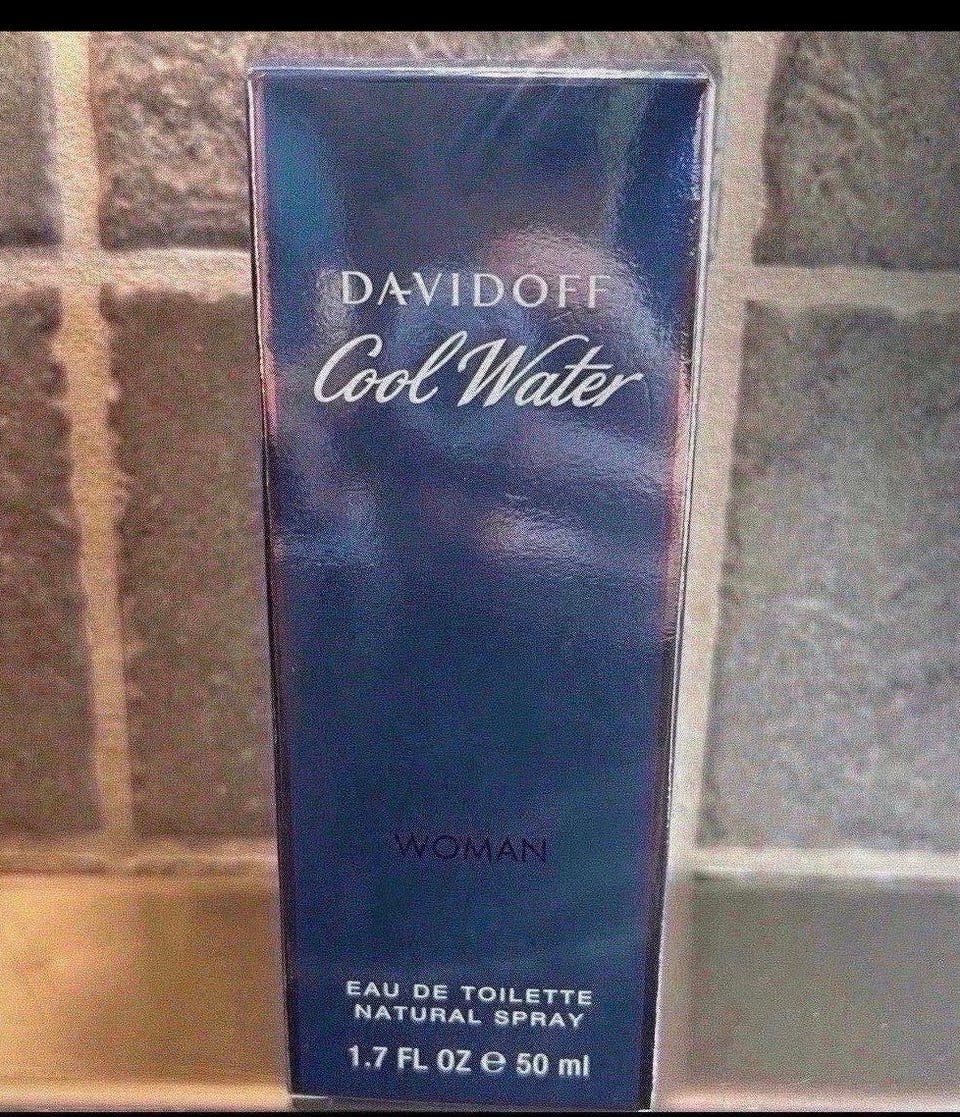 DAVIDOFF
Cool Water
WOMAN
EAU DE TOILETTE
NATURAL SPRAY
1.7 FL OZ ℮ 50 ml